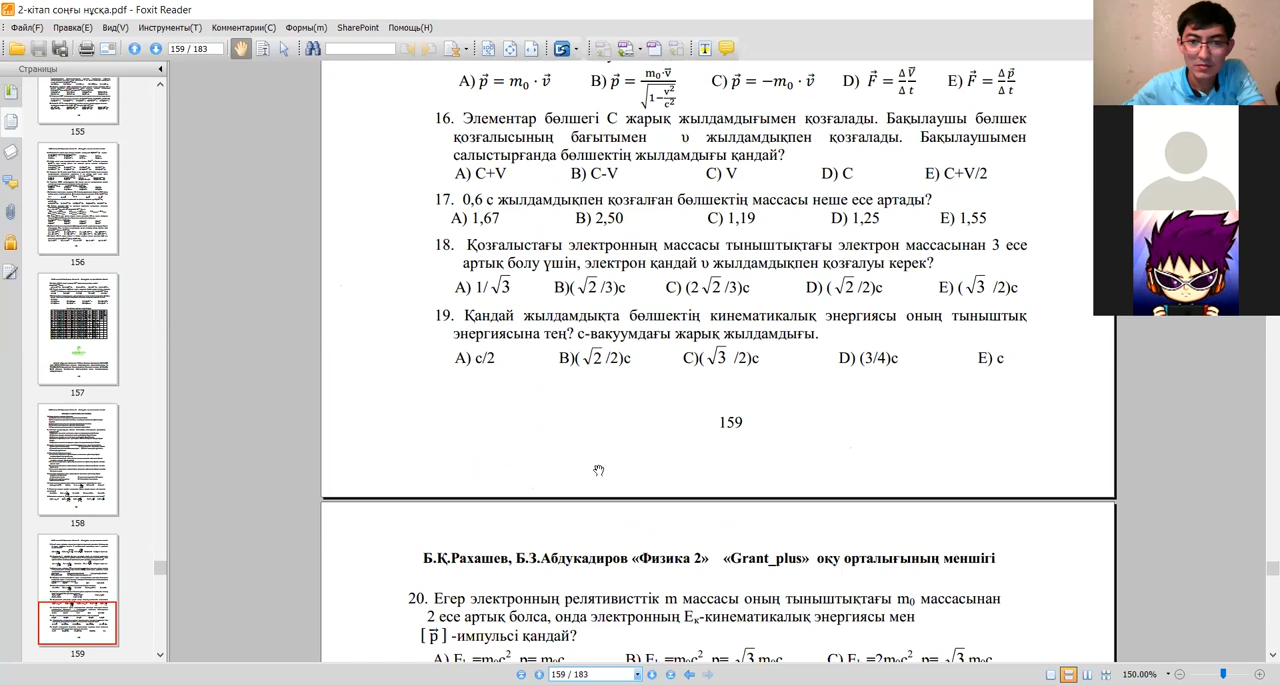 2-кітап соңғы нұсқа.pdf - Foxit Reader
Файл(F) Правка(E) Вид(V) Инструменты(T) Комментарии(C) Формы(m) SharePoint Помощь(H)
159 / 183
Страницы
155
156
157
158
159
A) p⃗ = m₀ · v⃗ B) p⃗ = m₀·v⃗ / √(1−v²/c²) C) p⃗ = −m₀ · v⃗ D) F⃗ = ΔV⃗/Δt E) F⃗ = Δp⃗/Δt
16. Элементар бөлшегі С жарық жылдамдығымен қозғалады. Бақылаушы бөлшек
қозғалысының бағытымен υ жылдамдықпен қозғалады. Бақылаушымен
салыстырғанда бөлшектің жылдамдығы қандай?
A) C+V B) C-V C) V D) C E) C+V/2
17. 0,6 с жылдамдықпен қозғалған бөлшектің массасы неше есе артады?
A) 1,67 B) 2,50 C) 1,19 D) 1,25 E) 1,55
18. Қозғалыстағы электронның массасы тыныштықтағы электрон массасынан 3 есе
артық болу үшін, электрон қандай υ жылдамдықпен қозғалуы керек?
A) 1/√3 B)(√2 /3)c C) (2√2 /3)c D) (√2 /2)c E) (√3 /2)c
19. Қандай жылдамдықта бөлшектің кинематикалық энергиясы оның тыныштық
энергиясына тең? с-вакуумдағы жарық жылдамдығы.
A) c/2 B)(√2 /2)c C)(√3 /2)c D) (3/4)c E) c
159
Б.Қ.Рахашев, Б.З.Абдукадиров «Физика 2» «Grant_plus» оқу орталығының меншігі
20. Егер электронның релятивисттік m массасы оның тыныштықтағы m₀ массасынан
2 есе артық болса, онда электронның Eₖ-кинематикалық энергиясы мен
[p⃗] -импульсі қандай?
159 / 183
150.00%